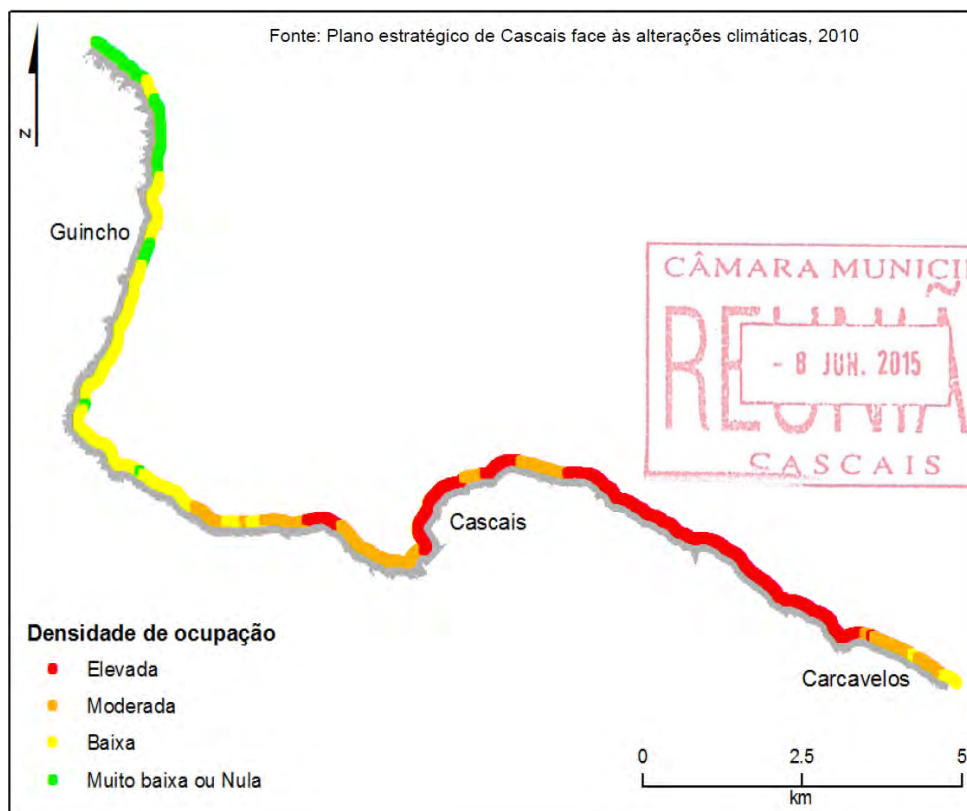 Fonte: Plano estratégico de Cascais face às alterações climáticas, 2010
N
Guincho
CÂMARA MUNICI
REUNIÃ
- 8 JUN. 2015
CASCAIS
Cascais
Carcavelos
Densidade de ocupação
Elevada
Moderada
Baixa
Muito baixa ou Nula
0 2.5 5
km